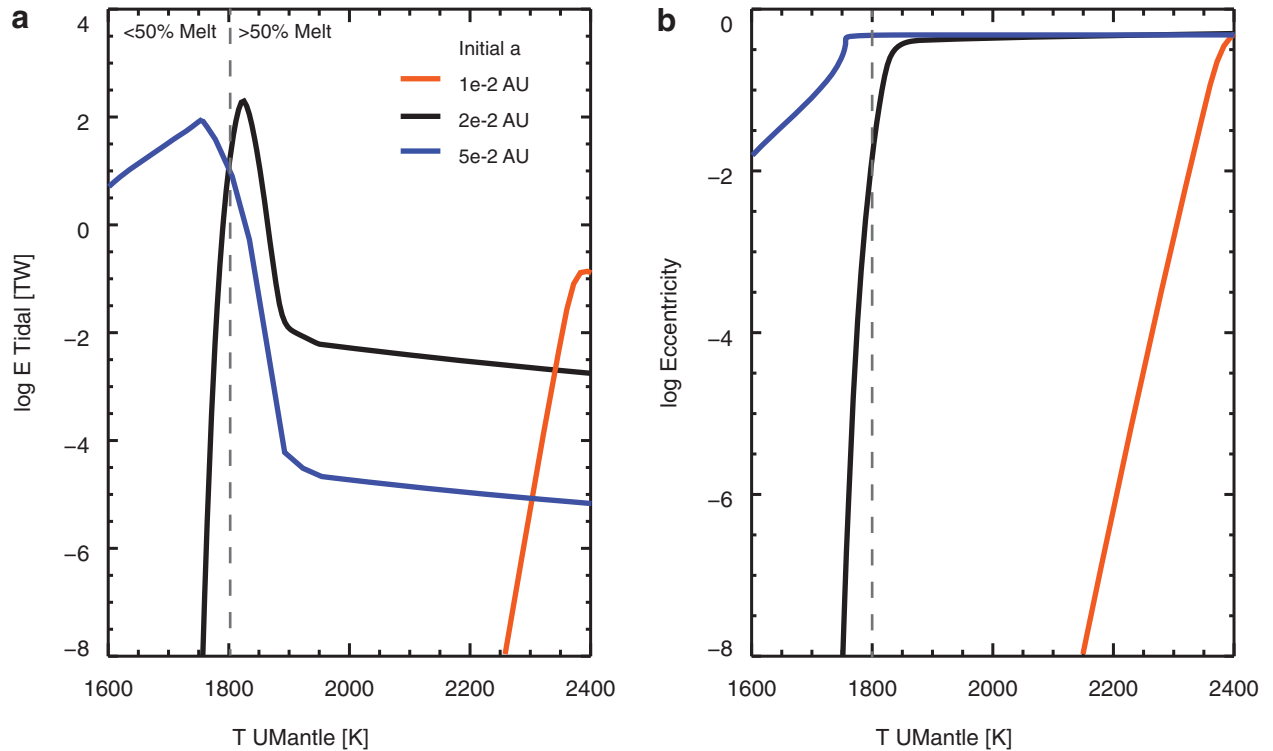 a
<50% Melt >50% Melt
Initial a
1e-2 AU
2e-2 AU
5e-2 AU
4
2
0
−2
−4
−6
−8
log E Tidal [TW]
1600 1800 2000 2200 2400
T UMantle [K]
b
−0
−2
−4
−6
−8
log Eccentricity
1600 1800 2000 2200 2400
T UMantle [K]